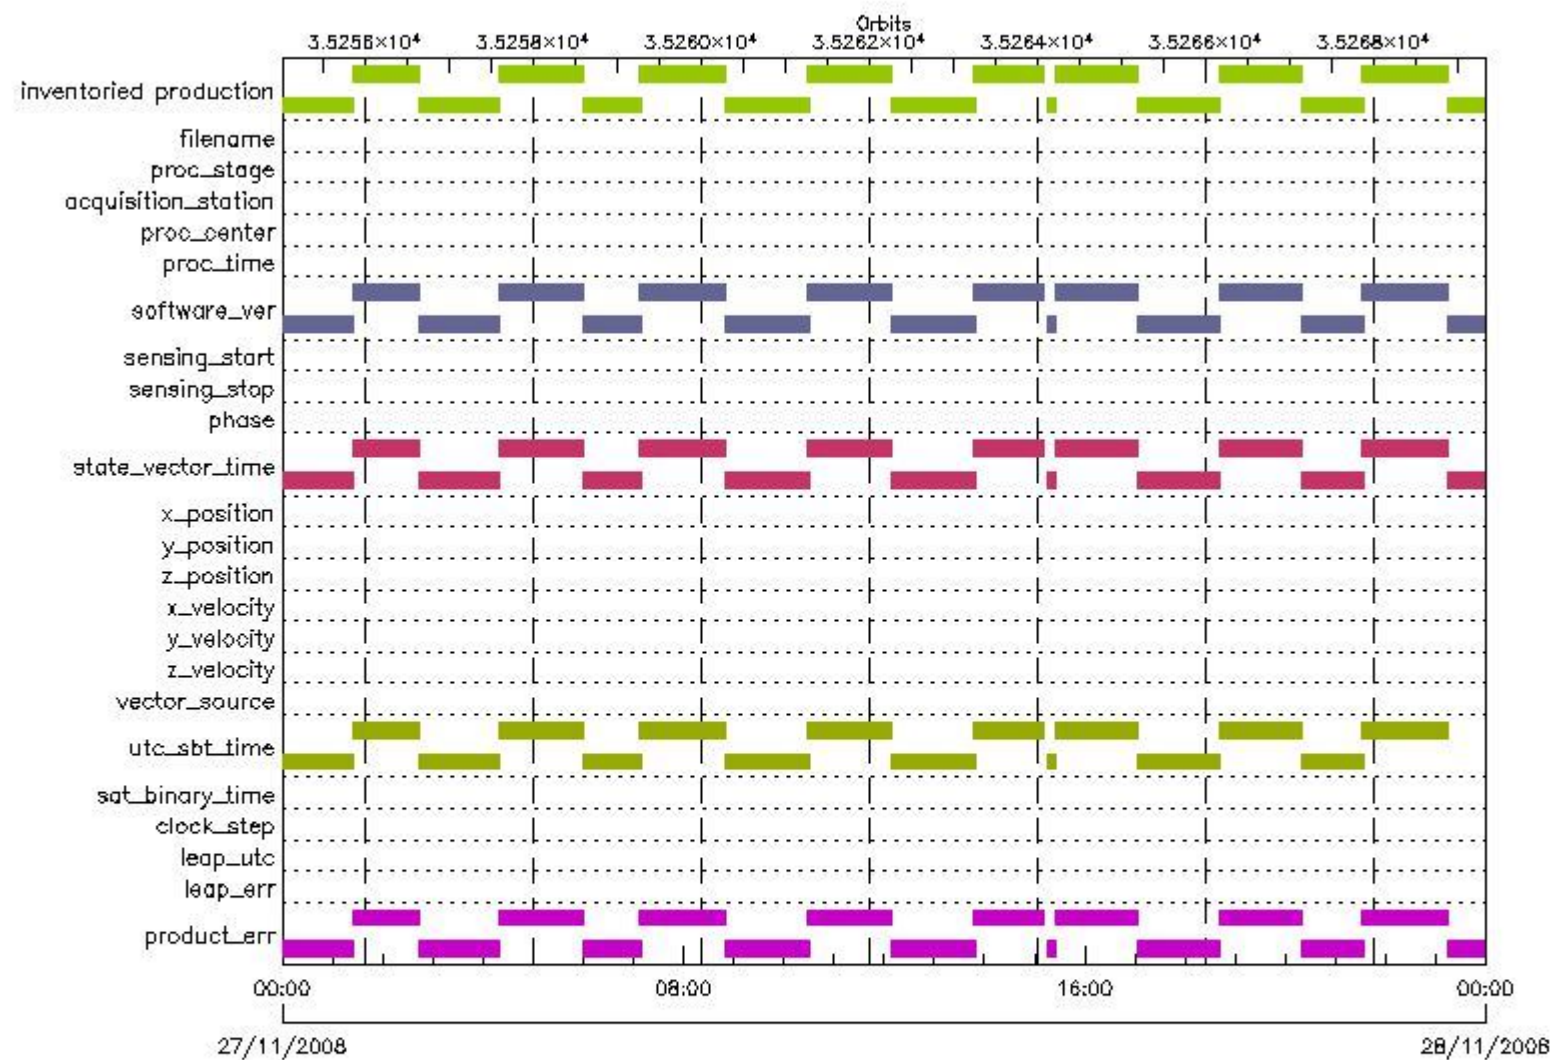 Orbits
3.5256×10⁴ 3.5258×10⁴ 3.5260×10⁴ 3.5262×10⁴ 3.5264×10⁴ 3.5266×10⁴ 3.5268×10⁴
inventoried production
filename
proc_stage
acquisition_station
proc_center
proc_time
software_ver
sensing_start
sensing_stop
phase
state_vector_time
x_position
y_position
z_position
x_velocity
y_velocity
z_velocity
vector_source
utc_sbt_time
sat_binary_time
clock_step
leap_utc
leap_err
product_err
00:00 08:00 16:00 00:00
27/11/2008 28/11/2008